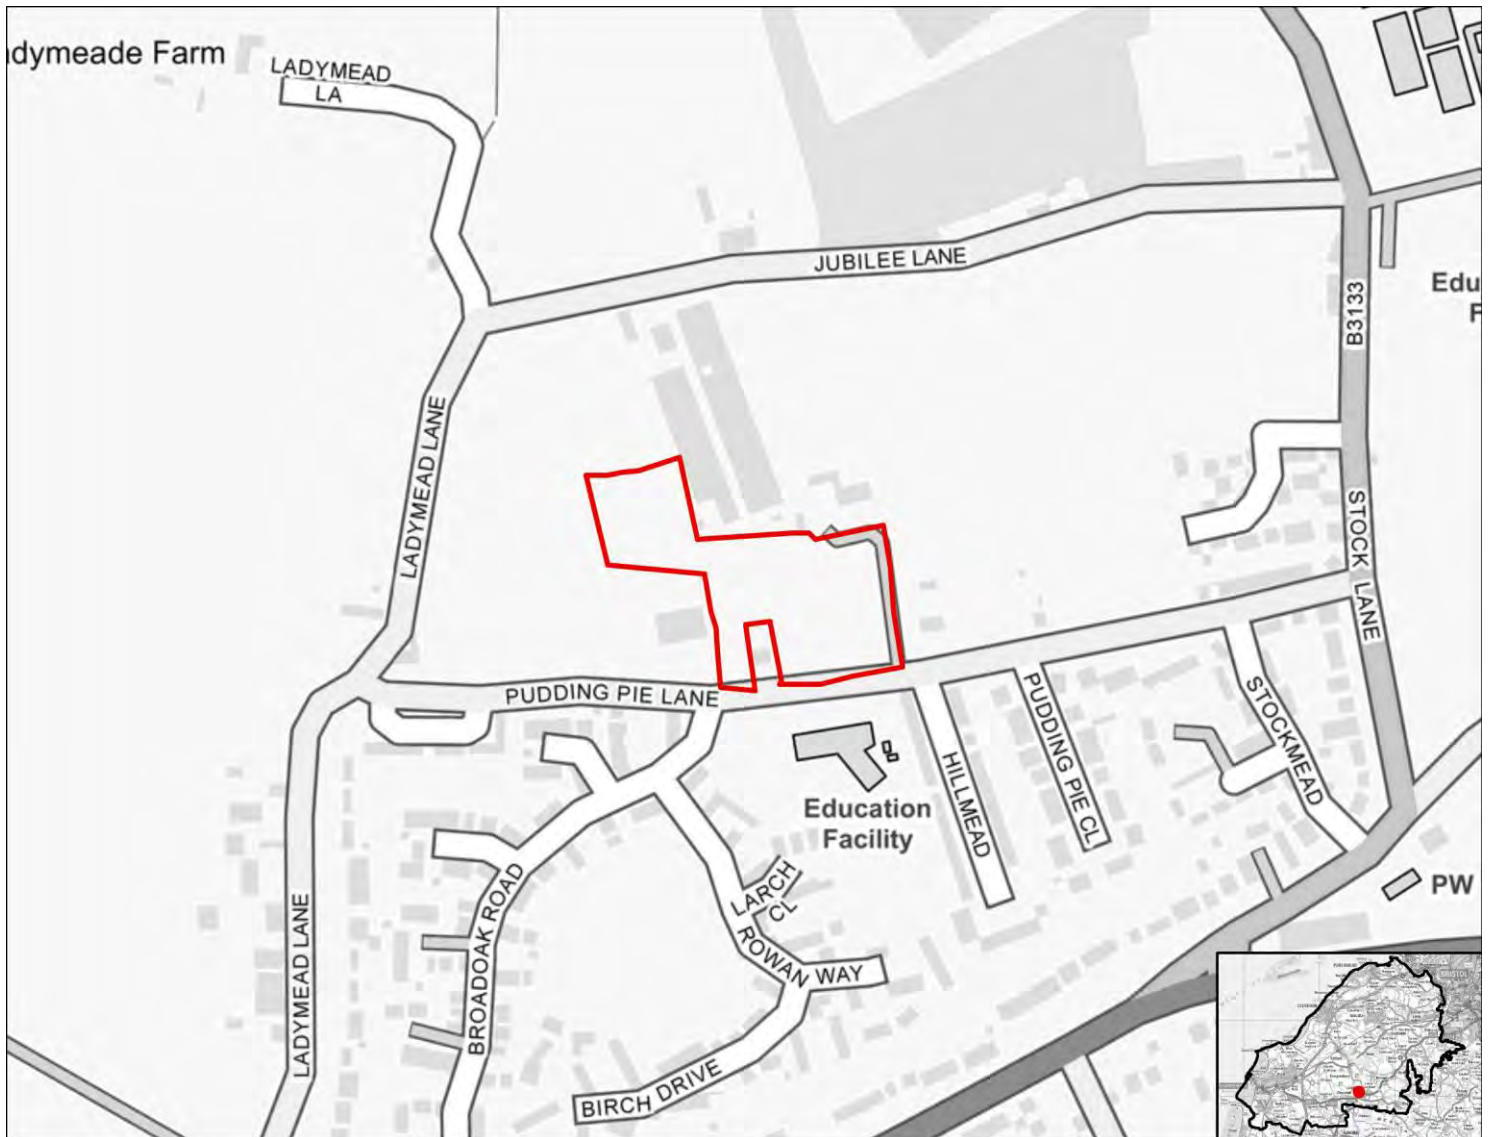 adymeade Farm
LADYMEAD
LA
JUBILEE LANE
B3133
Edu
F
LADYMEAD LANE
STOCK LANE
PUDDING PIE LANE
PUDDING PIE CL
STOCKMEAD
HILLMEAD
Education
Facility
LARCH
CL
ROWAN WAY
PW
BROADOAK ROAD
LADYMEAD LANE
BIRCH DRIVE
BRISTOL